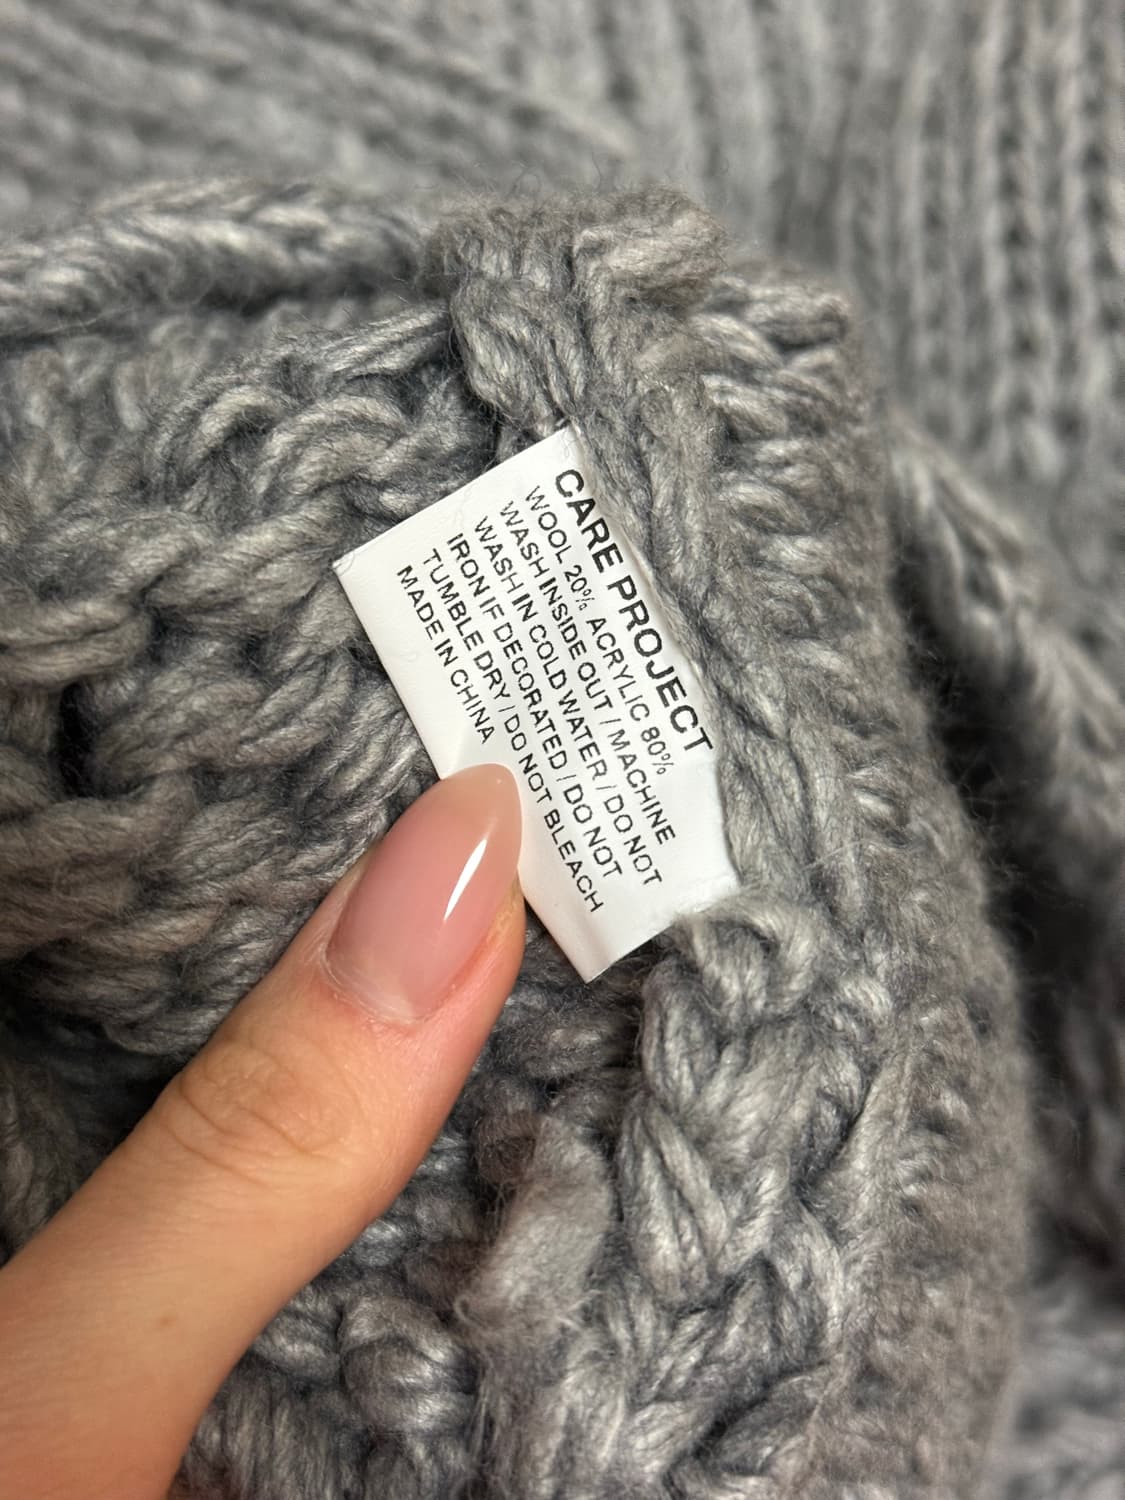 CARE PROJECT
WOOL 20% ACRYLIC 80%
WASH INSIDE OUT / MACHINE
WASH IN COLD WATER / DO NOT
IRON IF DECORATED / DO NOT
TUMBLE DRY / DO NOT BLEACH
MADE IN CHINA